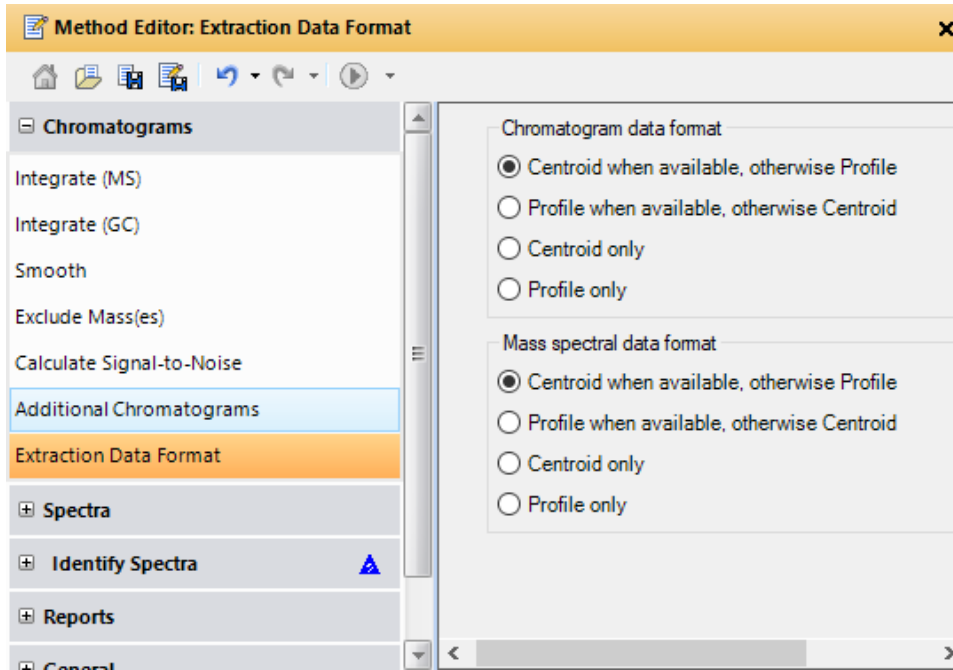 Method Editor: Extraction Data Format
Chromatograms
Integrate (MS)
Integrate (GC)
Smooth
Exclude Mass(es)
Calculate Signal-to-Noise
Additional Chromatograms
Extraction Data Format
Spectra
Identify Spectra
Reports
General
Chromatogram data format
Centroid when available, otherwise Profile
Profile when available, otherwise Centroid
Centroid only
Profile only
Mass spectral data format
Centroid when available, otherwise Profile
Profile when available, otherwise Centroid
Centroid only
Profile only